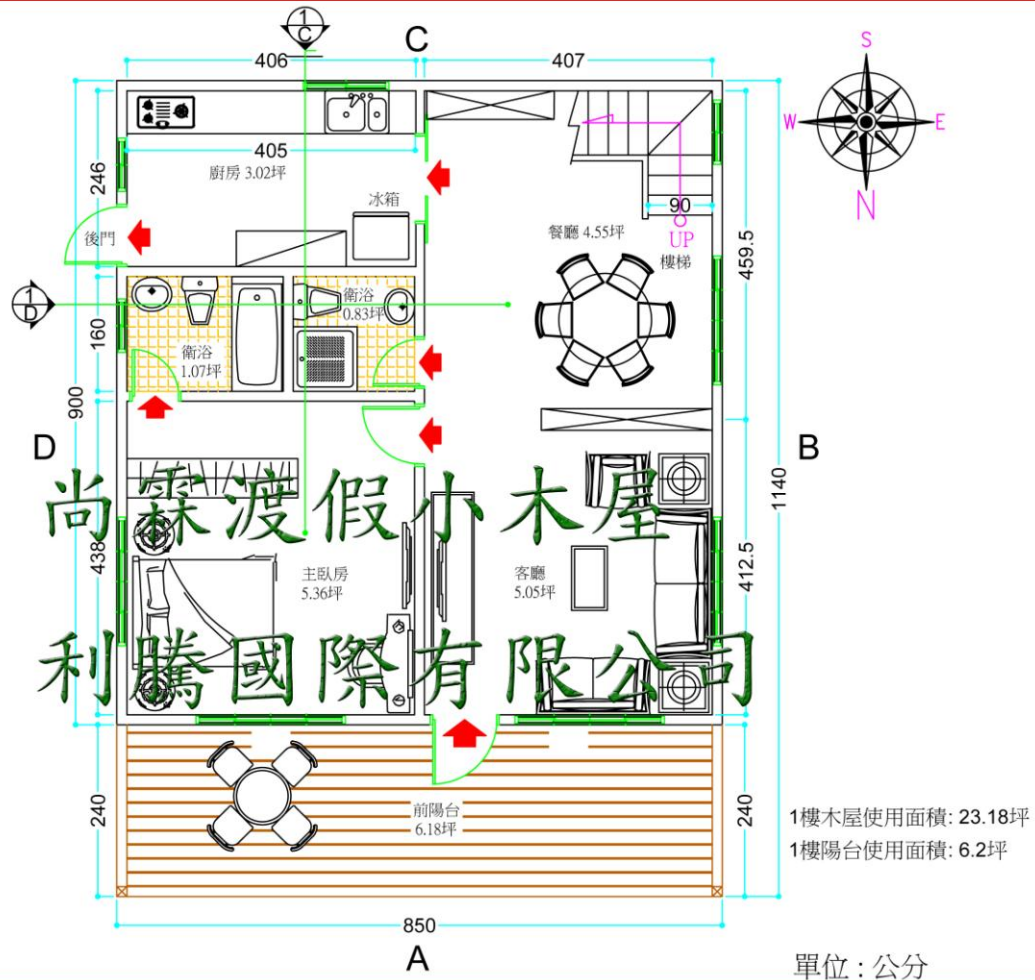 1
C
C
406
407
S
W
E
N
405
246
廚房 3.02坪
冰箱
後門
90
UP
樓梯
餐廳 4.55坪
459.5
1
D
160
衛浴
0.83坪
衛浴
1.07坪
900
D
B
1140
尚霖渡假小木屋
438
主臥房
5.36坪
客廳
5.05坪
412.5
利騰國際有限公司
240
前陽台
6.18坪
240
1樓木屋使用面積: 23.18坪
1樓陽台使用面積: 6.2坪
850
A
單位 : 公分